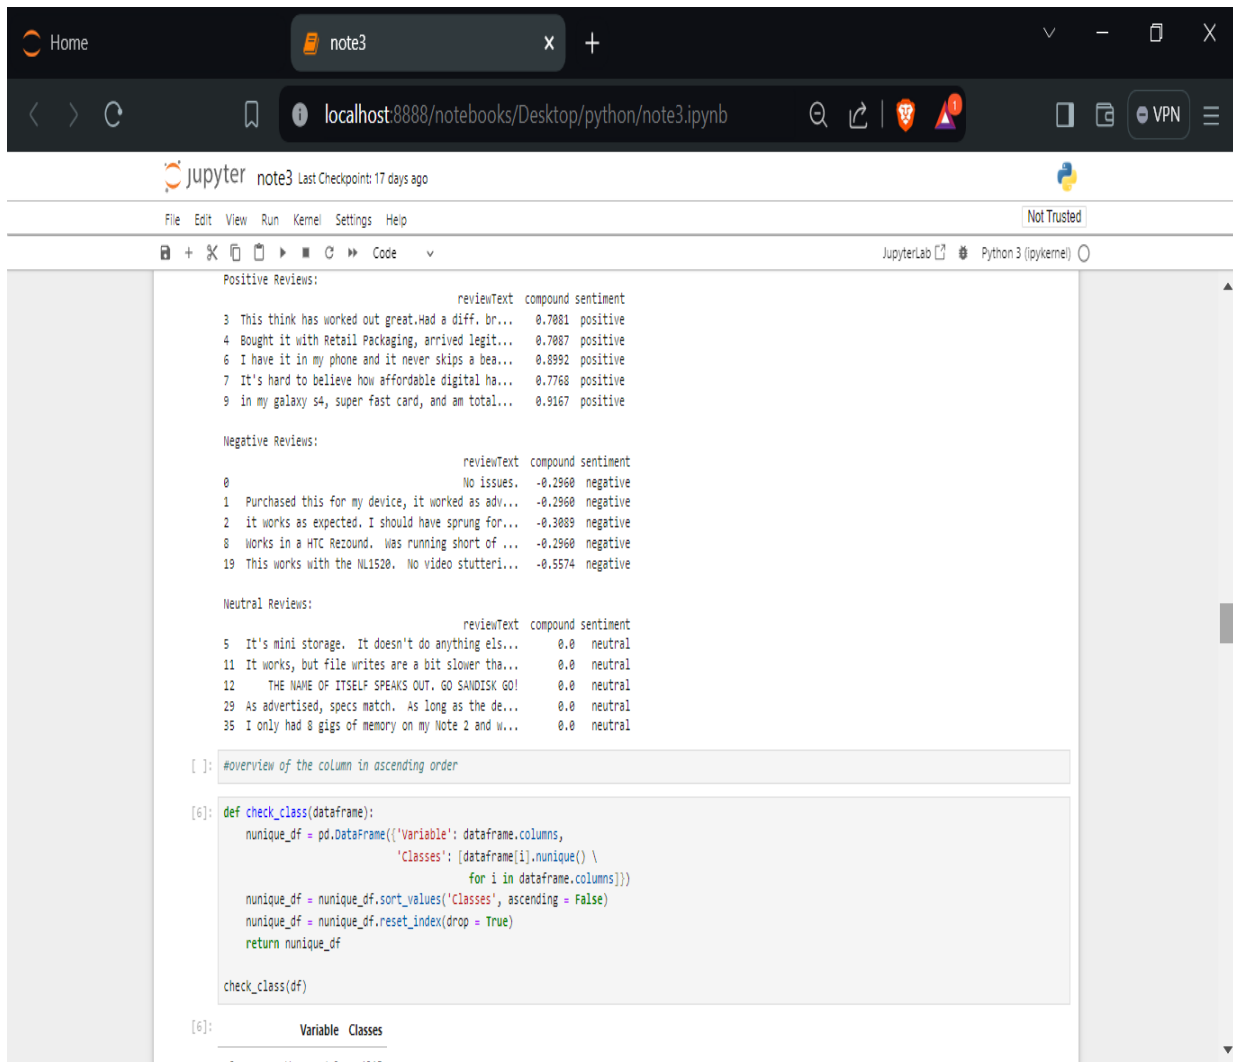 Home
note3
localhost:8888/notebooks/Desktop/python/note3.ipynb
1
VPN
jupyter note3 Last Checkpoint: 17 days ago
File Edit View Run Kernel Settings Help
Not Trusted
Code
JupyterLab
Python 3 (ipykernel)
Positive Reviews:
reviewText compound sentiment
3 This think has worked out great.Had a diff. br... 0.7081 positive
4 Bought it with Retail Packaging, arrived legit... 0.7087 positive
6 I have it in my phone and it never skips a bea... 0.8992 positive
7 It's hard to believe how affordable digital ha... 0.7768 positive
9 in my galaxy s4, super fast card, and am total... 0.9167 positive
Negative Reviews:
reviewText compound sentiment
0 No issues. -0.2960 negative
1 Purchased this for my device, it worked as adv... -0.2960 negative
2 it works as expected. I should have sprung for... -0.3089 negative
8 Works in a HTC Rezound. Was running short of ... -0.2960 negative
19 This works with the NL1520. No video stutteri... -0.5574 negative
Neutral Reviews:
reviewText compound sentiment
5 It's mini storage. It doesn't do anything els... 0.0 neutral
11 It works, but file writes are a bit slower tha... 0.0 neutral
12 THE NAME OF ITSELF SPEAKS OUT. GO SANDISK GO! 0.0 neutral
29 As advertised, specs match. As long as the de... 0.0 neutral
35 I only had 8 gigs of memory on my Note 2 and w... 0.0 neutral
[ ]: #overview of the column in ascending order
[6]: def check_class(dataframe):
nunique_df = pd.DataFrame({'Variable': dataframe.columns,
'Classes': [dataframe[i].nunique() \
for i in dataframe.columns]})
nunique_df = nunique_df.sort_values('Classes', ascending = False)
nunique_df = nunique_df.reset_index(drop = True)
return nunique_df
check_class(df)
[6]: Variable Classes